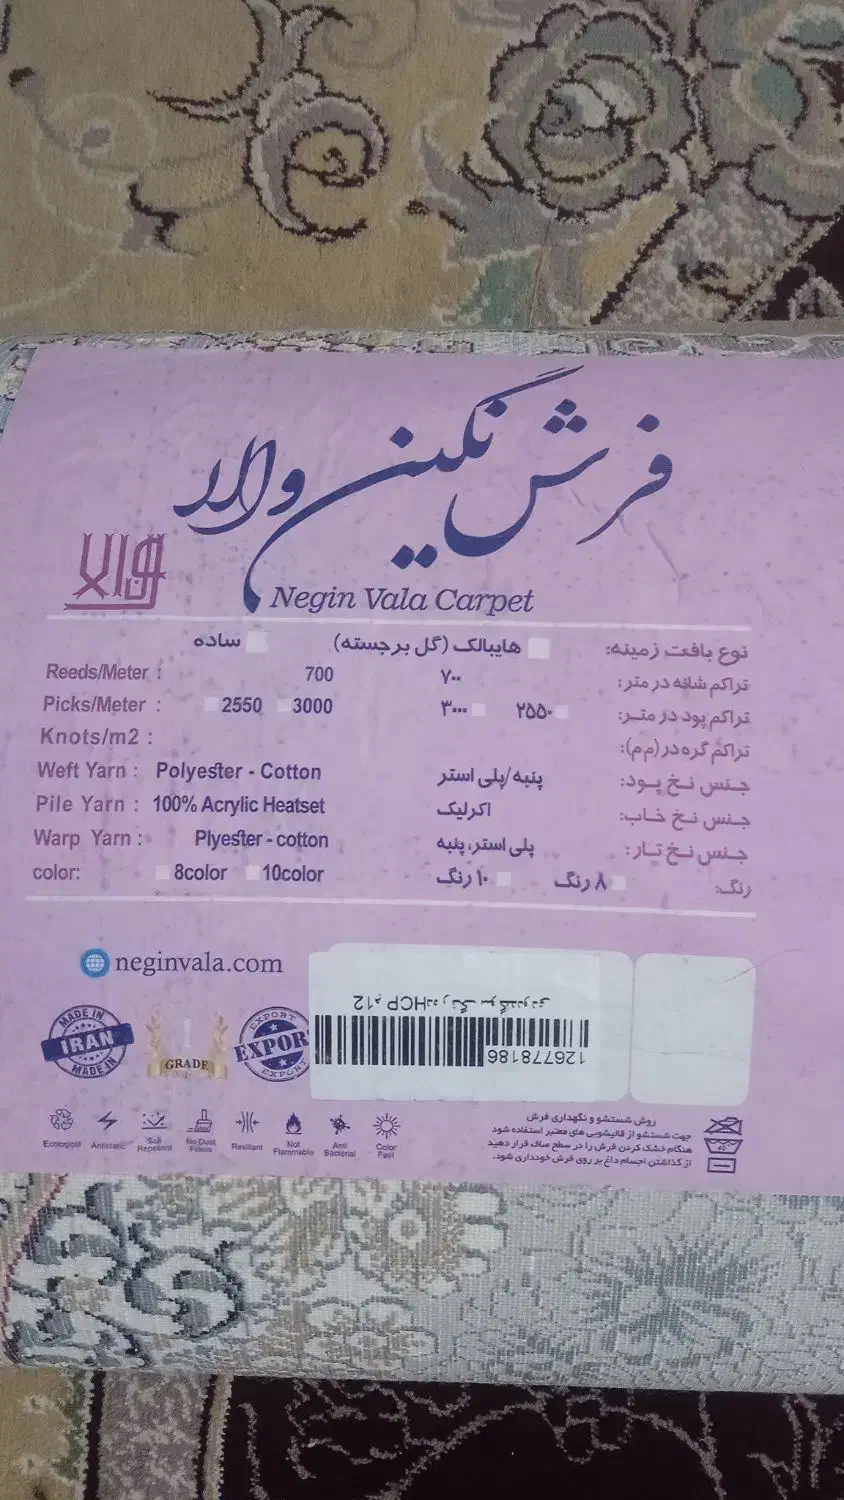 فرش نگین والا
والا
Negin Vala Carpet
نوع بافت زمینه: هایبالک (گل برجسته) ساده
Reeds/Meter : 700 ۷۰۰ تراکم شانه در متر:
Picks/Meter : 2550 3000 ۳۰۰۰ ۲۵۵۰ تراکم پود در متر:
Knots/m2 : تراکم گره در (م م):
Weft Yarn : Polyester - Cotton پنبه/پلی استر جنس نخ پود:
Pile Yarn : 100% Acrylic Heatset اکرلیک جنس نخ خاب:
Warp Yarn : Plyester - cotton پلی استر، پنبه جنس نخ تار:
color: 8color 10color ۱۰ رنگ ۸ رنگ رنگ:
neginvala.com
MADE IN IRAN MADE IN
1 GRADE
EXPORT EXPOR EXPORT
126778186
Ecological
Antistatic
Soil Repellent
No Dust Fillers
Resiliant
Not Flammable
Anti Bacterial
Color Fast
روش شستشو و نگهداری فرش
جهت شستشو از قالیشویی های معتبر استفاده شود
هنگام خشک کردن فرش را در سطح صاف قرار دهید
از گذاشتن اجسام داغ بر روی فرش خودداری شود.